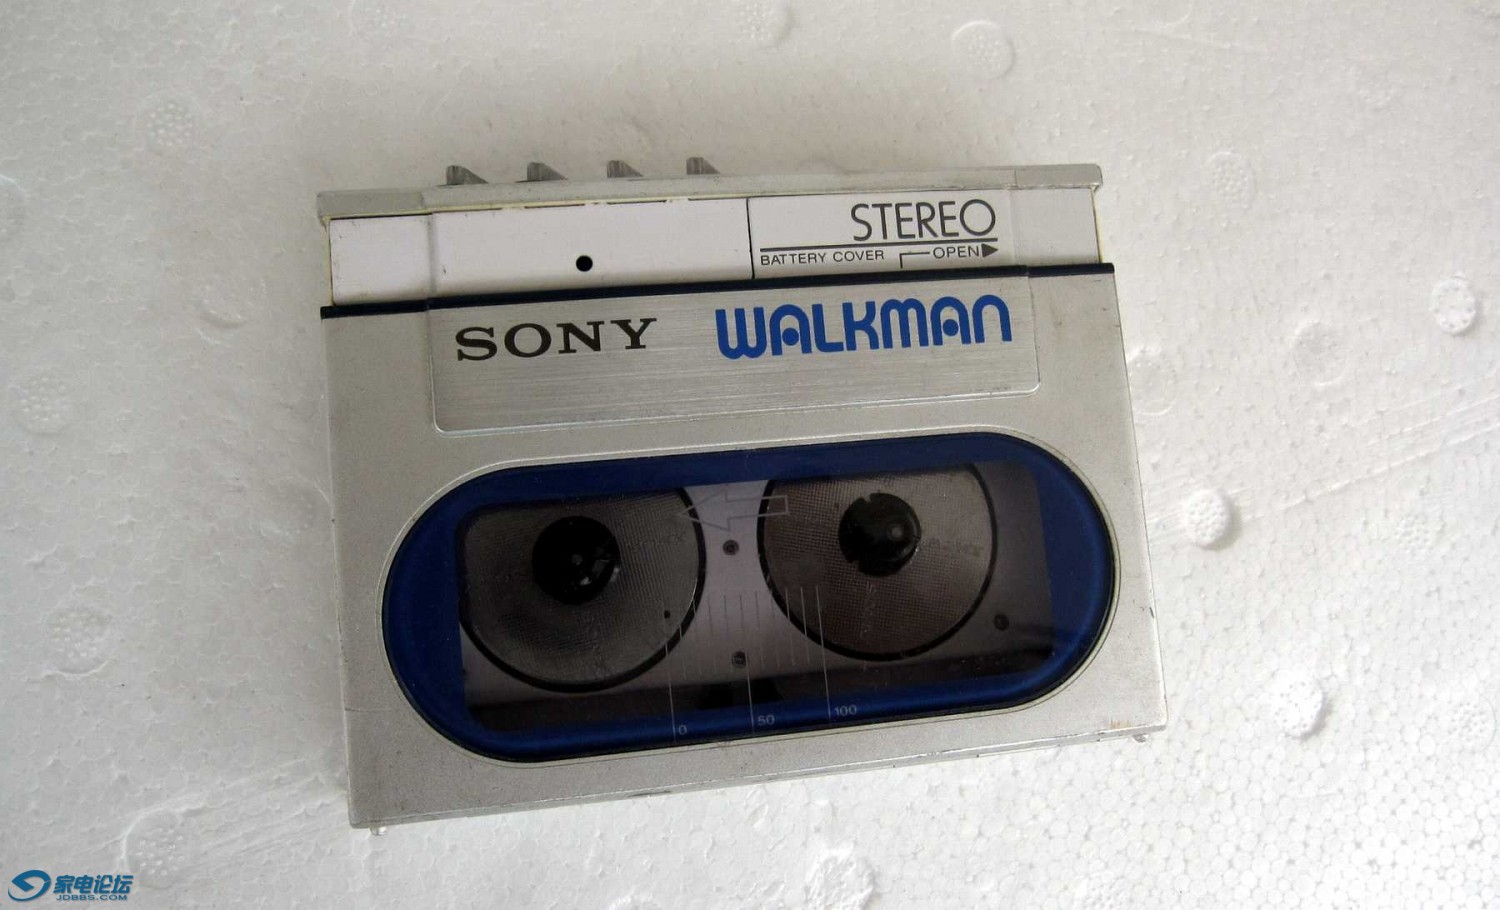 STEREO
BATTERY COVER OPEN
SONY WALKMAN
0 50 100
家电论坛
JDBBS.COM